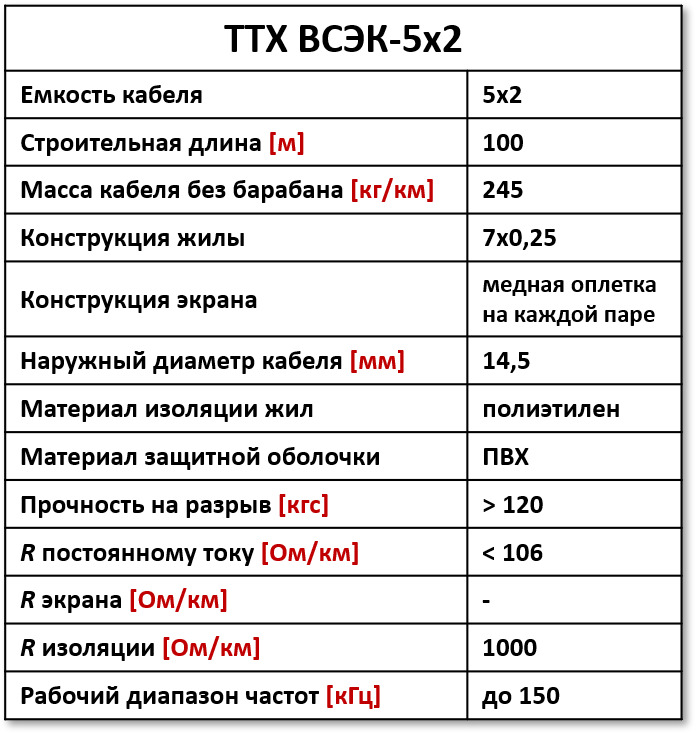 ТТХ ВСЭК-5х2
Емкость кабеля 5х2
Строительная длина [м] 100
Масса кабеля без барабана [кг/км] 245
Конструкция жилы 7х0,25
Конструкция экрана медная оплетка
на каждой паре
Наружный диаметр кабеля [мм] 14,5
Материал изоляции жил полиэтилен
Материал защитной оболочки ПВХ
Прочность на разрыв [кгс] > 120
R постоянному току [Ом/км] < 106
R экрана [Ом/км] -
R изоляции [Ом/км] 1000
Рабочий диапазон частот [кГц] до 150